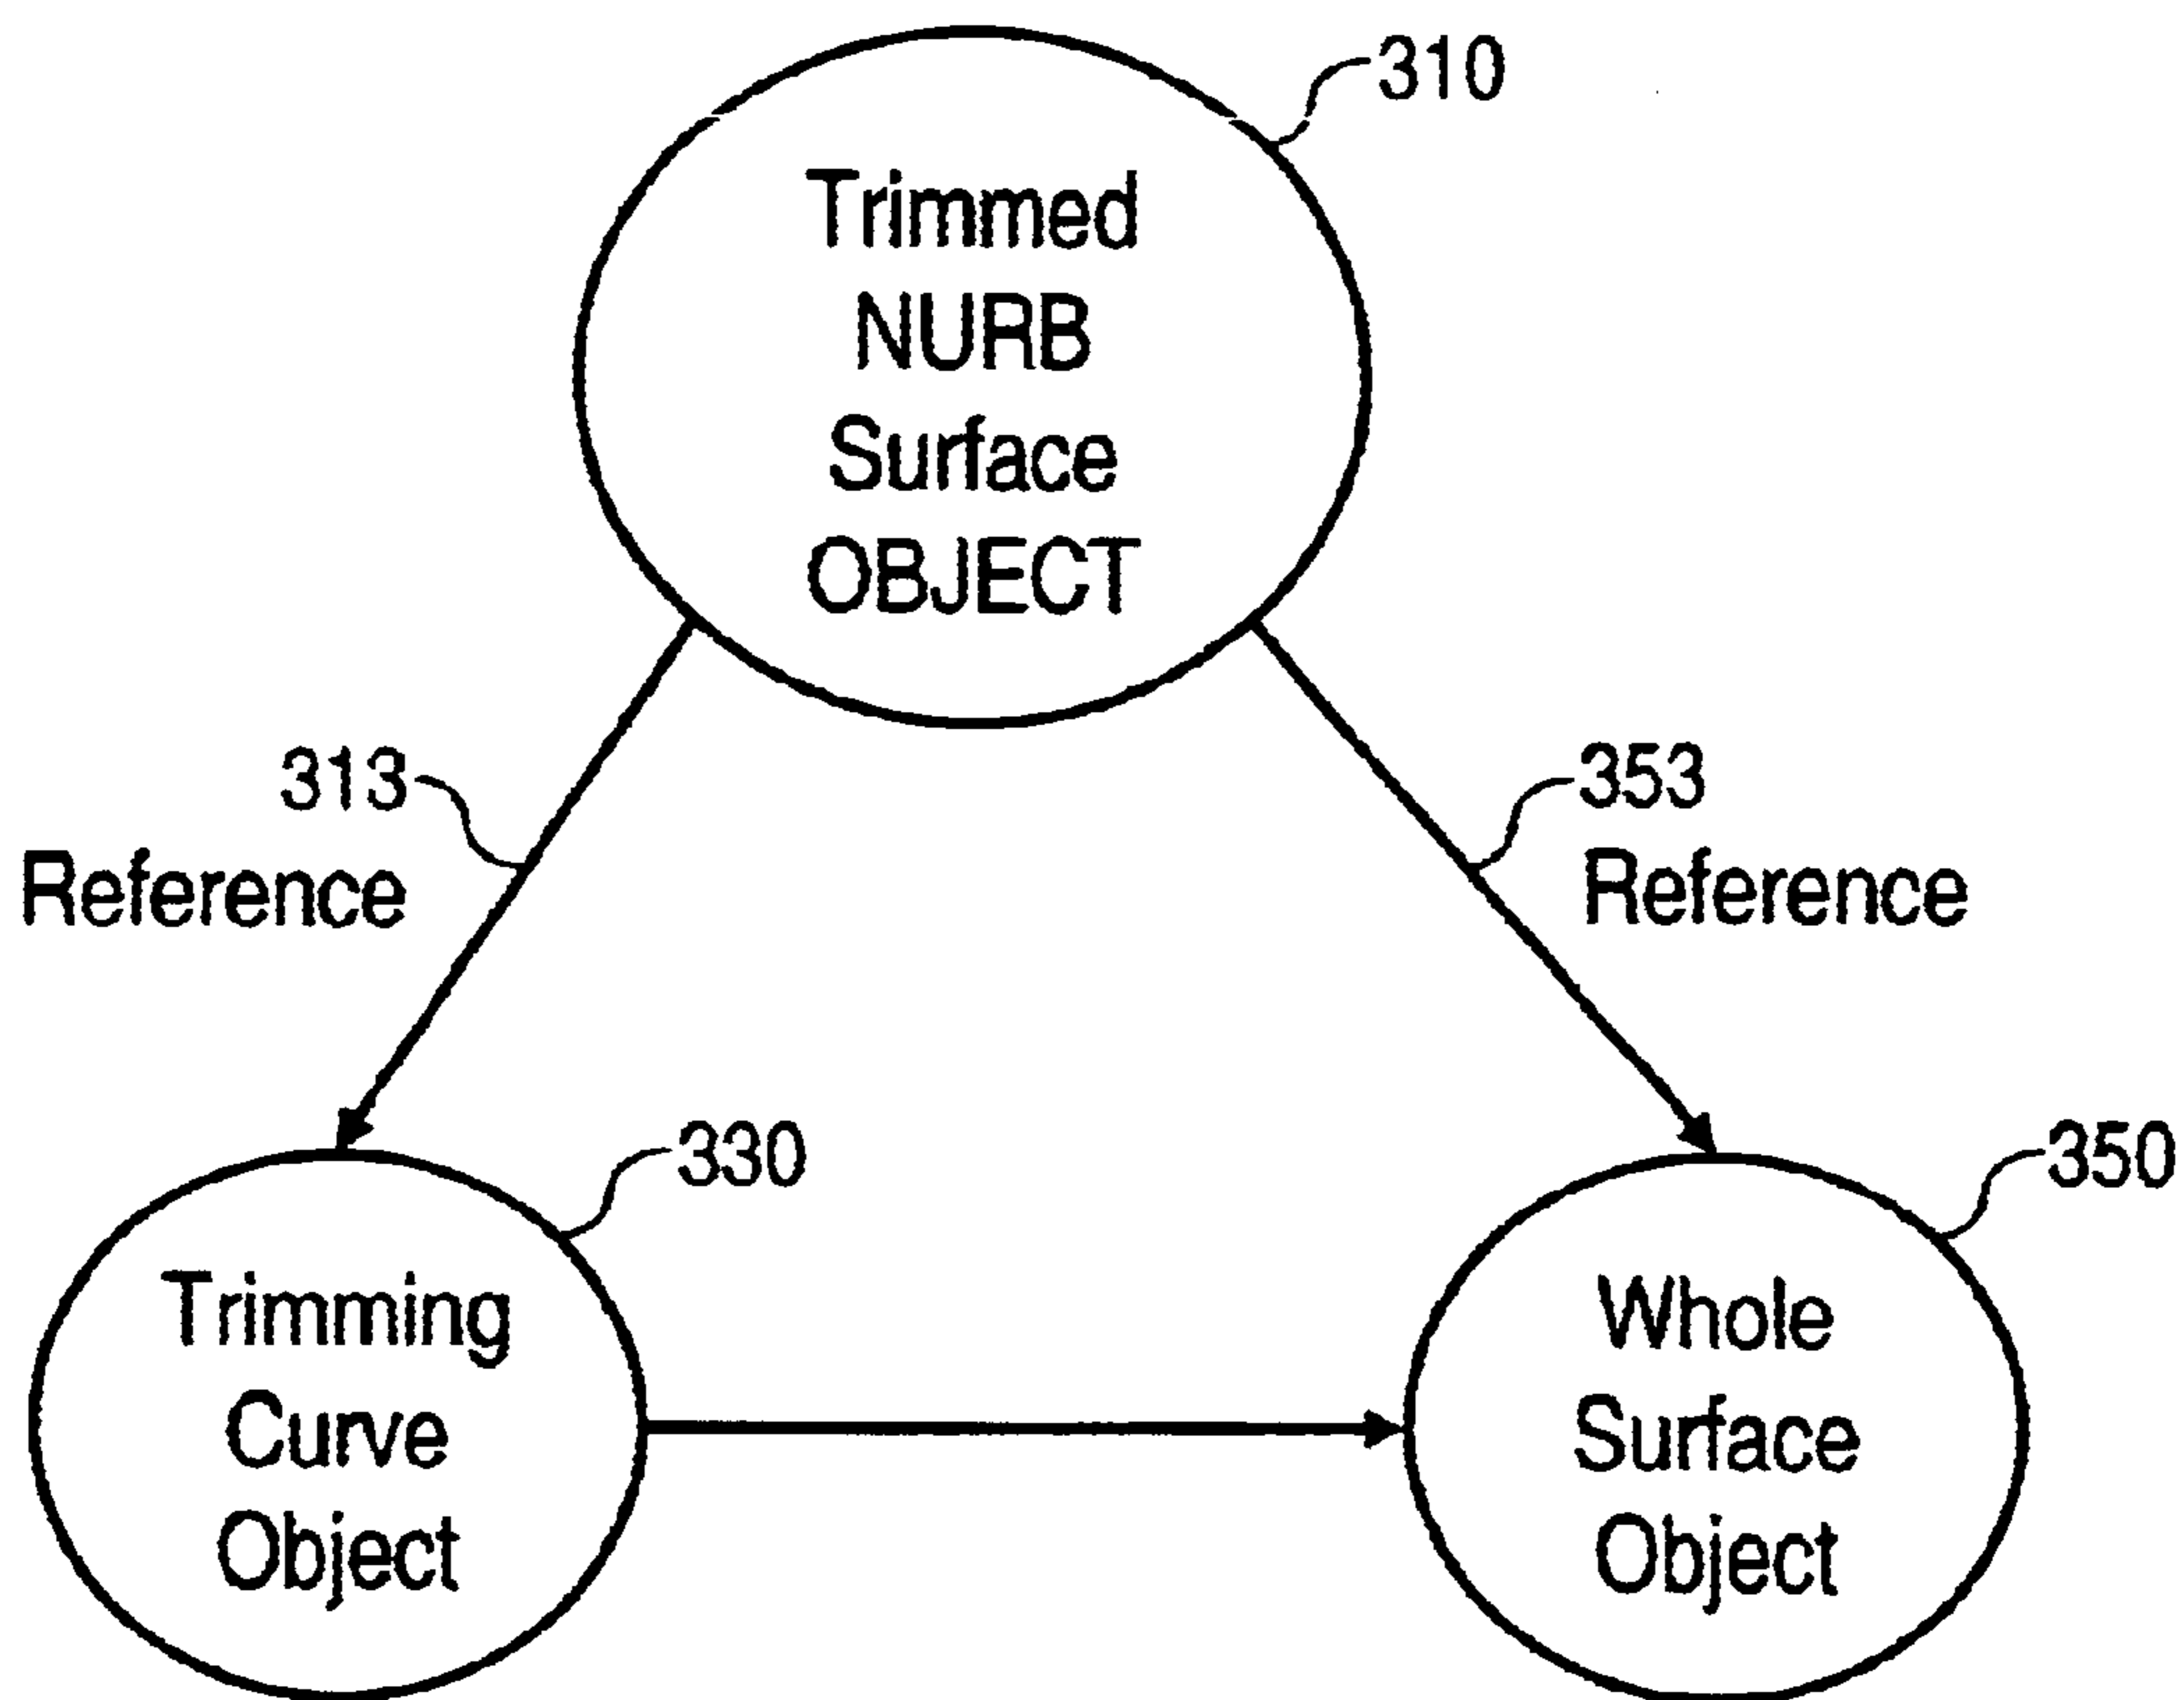 310
Trimmed
NURB
Surface
OBJECT
313
Reference
353
Reference
330
350
Trimming
Curve
Object
Whole
Surface
Object